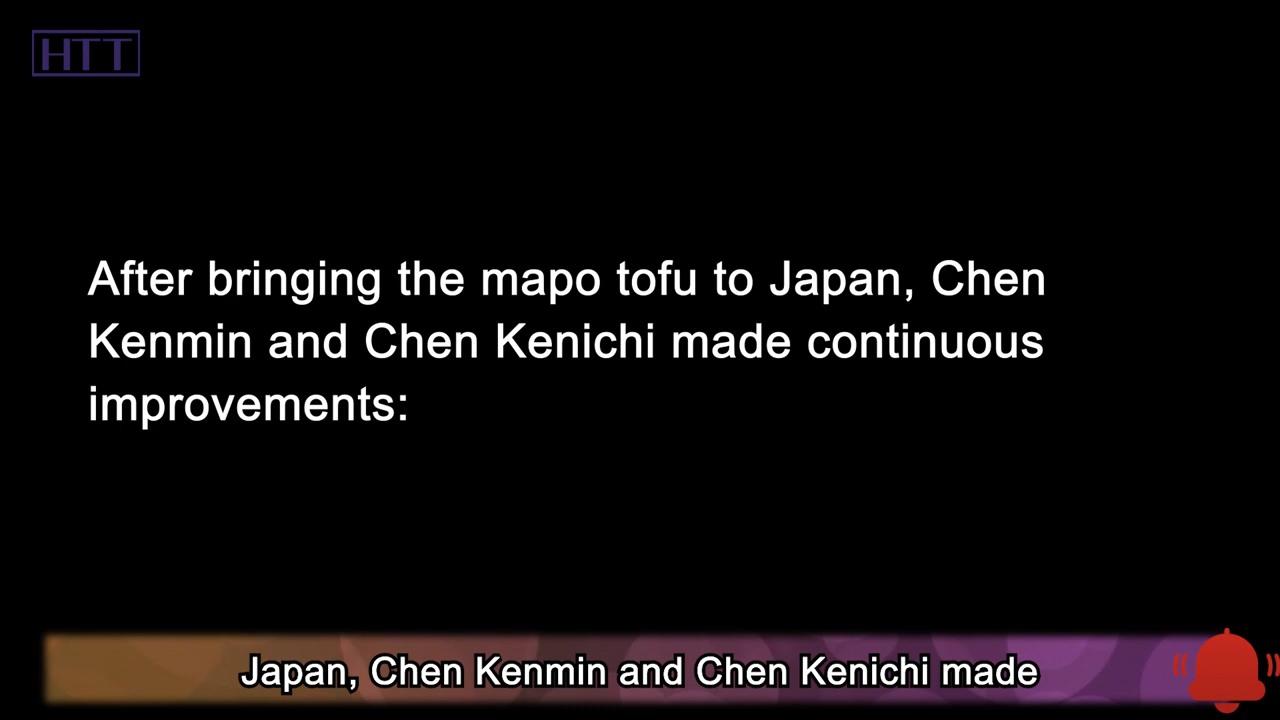 HTT
After bringing the mapo tofu to Japan, Chen
Kenmin and Chen Kenichi made continuous
improvements:
Japan, Chen Kenmin and Chen Kenichi made